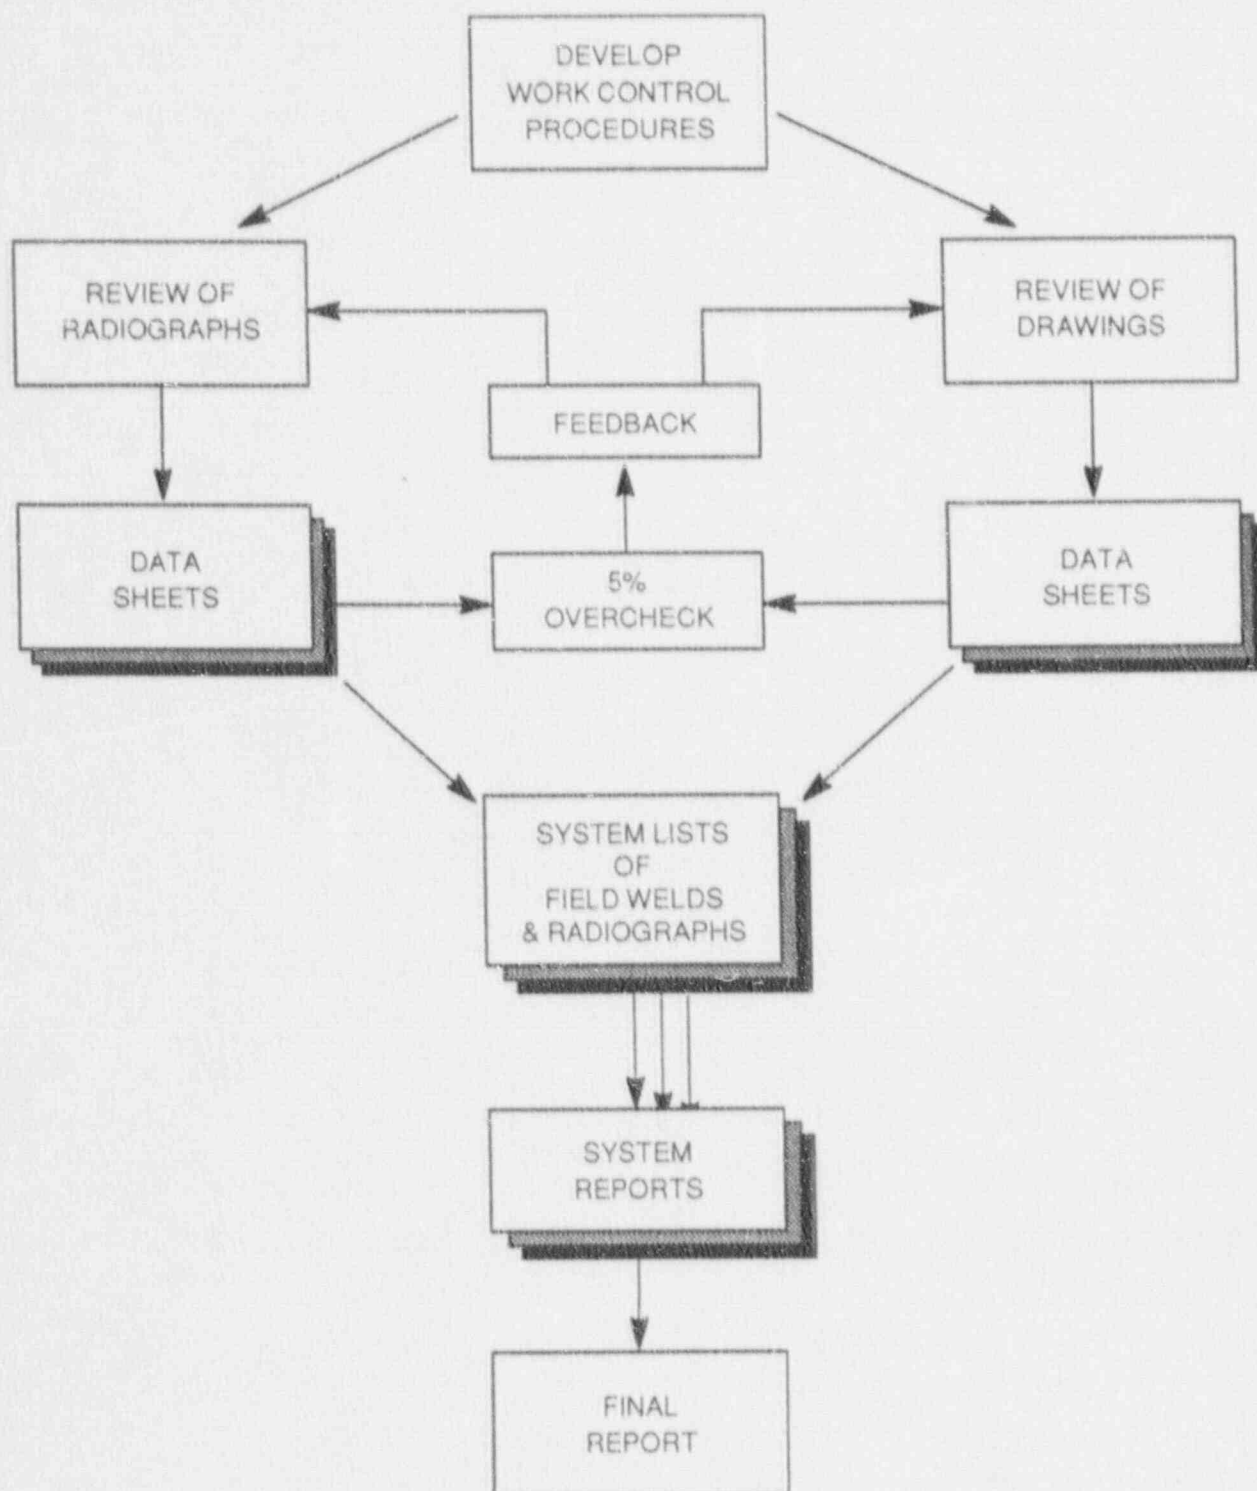 DEVELOP
WORK CONTROL
PROCEDURES
REVIEW OF
RADIOGRAPHS
REVIEW OF
DRAWINGS
FEEDBACK
DATA
SHEETS
5%
OVERCHECK
DATA
SHEETS
SYSTEM LISTS
OF
FIELD WELDS
& RADIOGRAPHS
SYSTEM
REPORTS
FINAL
REPORT